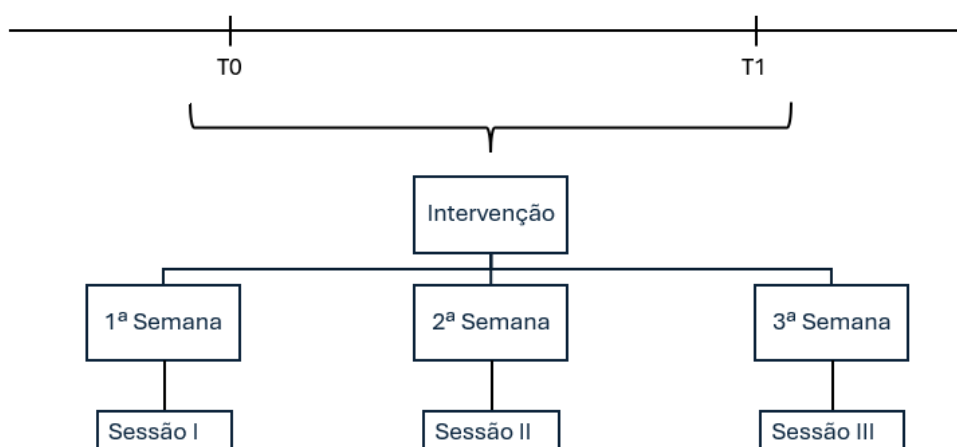 T0
T1
Intervenção
1ª Semana
2ª Semana
3ª Semana
Sessão I
Sessão II
Sessão III